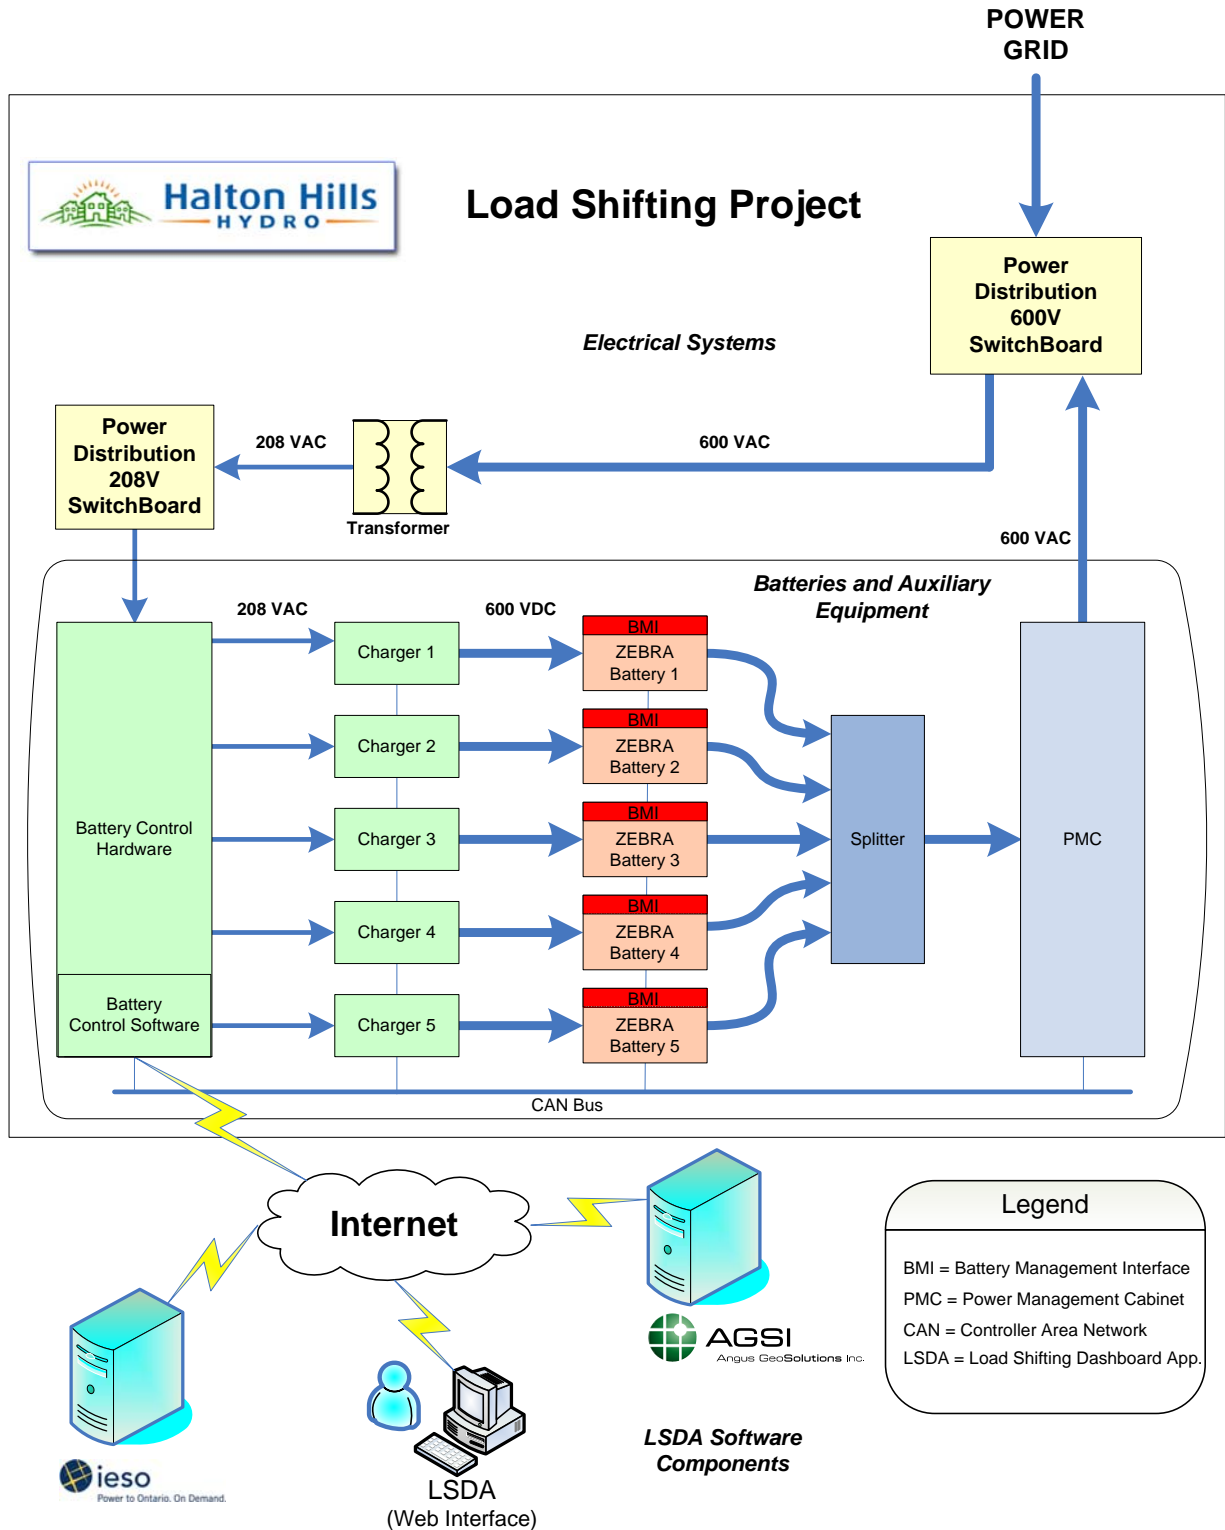 POWER
GRID
Halton Hills
HYDRO
Load Shifting Project
Power
Distribution
600V
SwitchBoard
Electrical Systems
Power
Distribution
208V
SwitchBoard
208 VAC
Transformer
600 VAC
600 VAC
Batteries and Auxiliary
Equipment
208 VAC
600 VDC
Battery Control
Hardware
Battery
Control Software
Charger 1
Charger 2
Charger 3
Charger 4
Charger 5
BMI
ZEBRA
Battery 1
BMI
ZEBRA
Battery 2
BMI
ZEBRA
Battery 3
BMI
ZEBRA
Battery 4
BMI
ZEBRA
Battery 5
Splitter
PMC
CAN Bus
Internet
AGSI
Angus GeoSolutions Inc.
ieso
Power to Ontario. On Demand.
LSDA
(Web Interface)
LSDA Software
Components
Legend
BMI = Battery Management Interface
PMC = Power Management Cabinet
CAN = Controller Area Network
LSDA = Load Shifting Dashboard App.